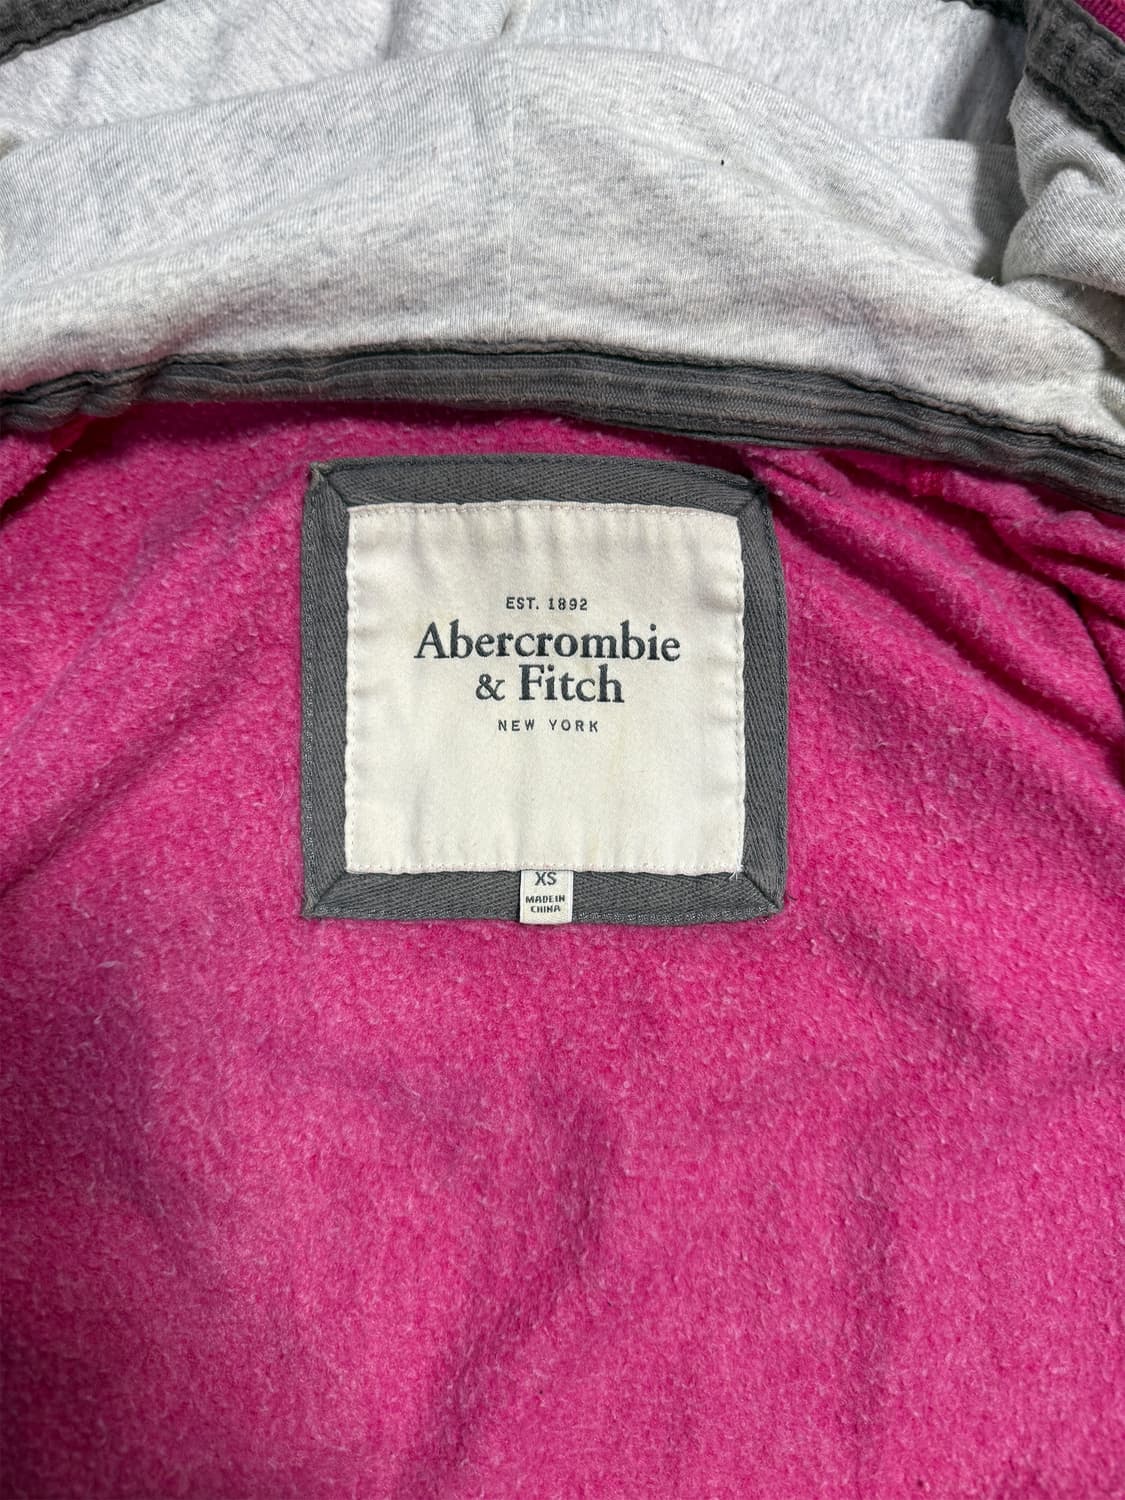 EST. 1892
Abercrombie
& Fitch
NEW YORK
XS
MADE IN
CHINA